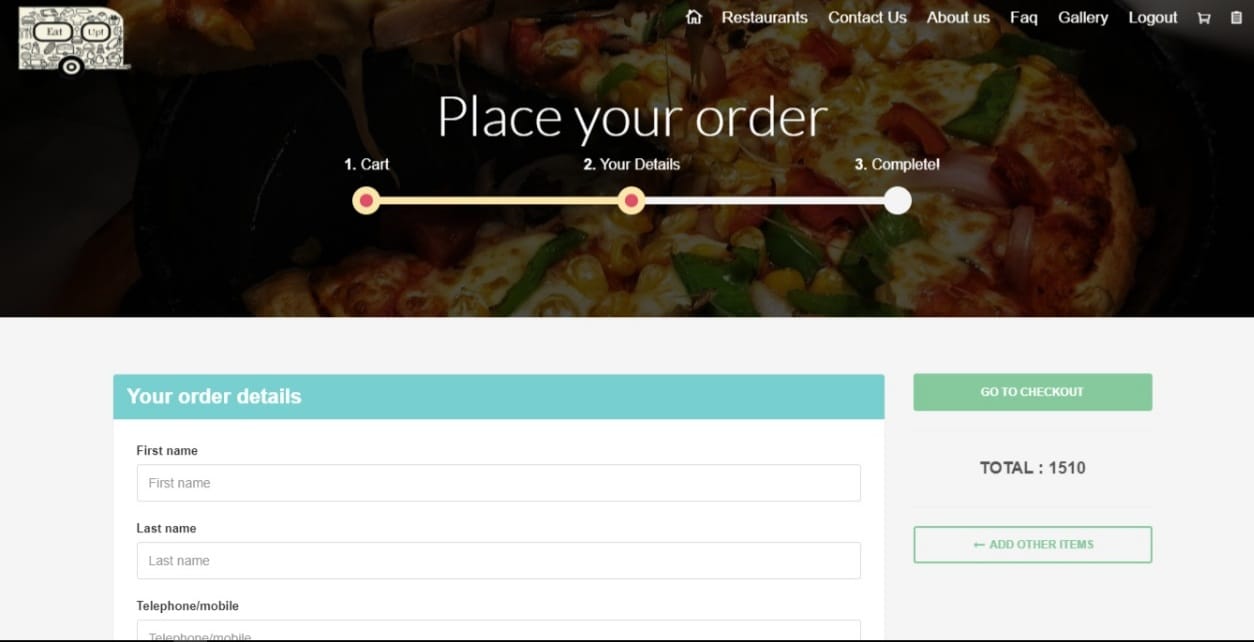 Eat Up!
Restaurants Contact Us About us Faq Gallery Logout
Place your order
1. Cart 2. Your Details 3. Complete!
Your order details
First name
First name
Last name
Last name
Telephone/mobile
Telephone/mobile
GO TO CHECKOUT
TOTAL : 1510
← ADD OTHER ITEMS